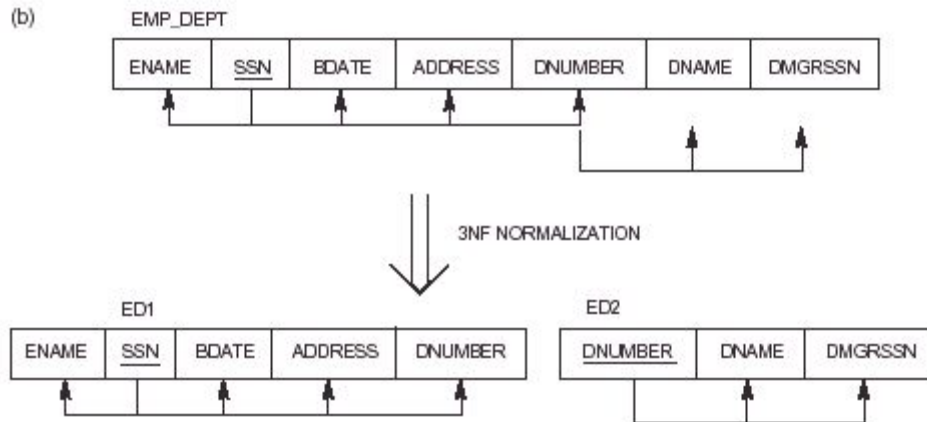 (b)
EMP_DEPT
ENAME SSN BDATE ADDRESS DNUMBER DNAME DMGRSSN
3NF NORMALIZATION
ED1
ENAME SSN BDATE ADDRESS DNUMBER
ED2
DNUMBER DNAME DMGRSSN